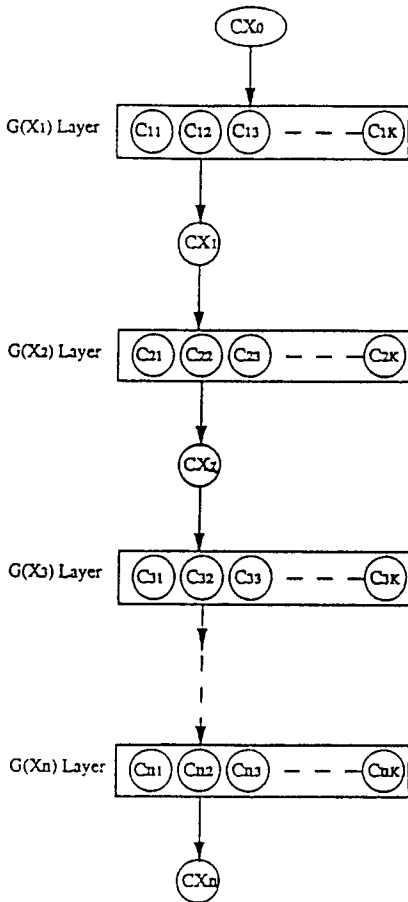 CX0
G(X1) Layer C11 C12 C13 C1K
CX1
G(X2) Layer C21 C22 C23 C2K
CX2
G(X3) Layer C31 C32 C33 C3K
G(Xn) Layer Cn1 Cn2 Cn3 CnK
CXn